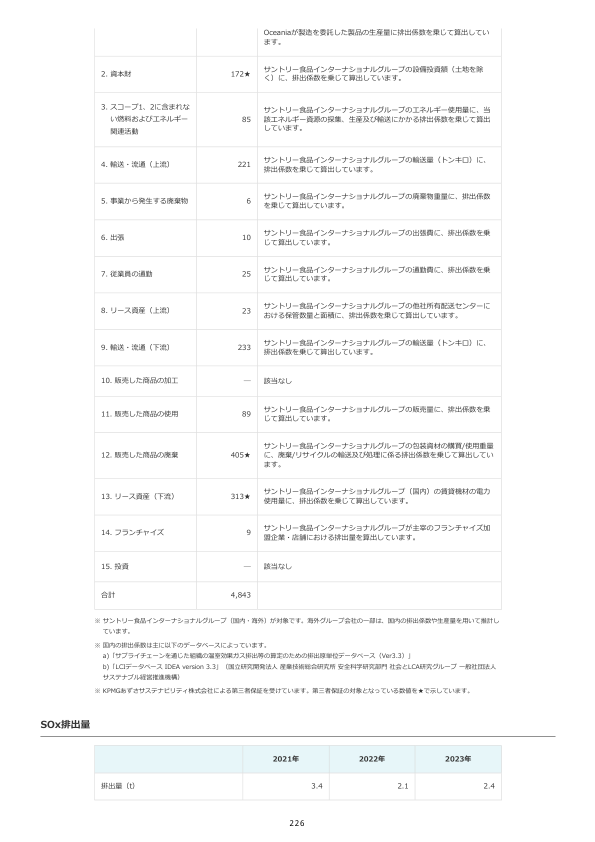 Oceaniaが製造を委託した製品の生産量に排出係数を乗じて算出してい
ます。
2. 資本財
172★
サントリー食品インターナショナルグループの設備投資額（土地を除
く）に、排出係数を乗じて算出しています。
3. スコープ1、2に含まれな
い燃料およびエネルギー
関連活動
85
サントリー食品インターナショナルグループのエネルギー使用量に、当
該エネルギー資源の採集、生産及び輸送にかかる排出係数を乗じて算出
しています。
4. 輸送・流通（上流）
221
サントリー食品インターナショナルグループの輸送量（トンキロ）に、
排出係数を乗じて算出しています。
5. 事業から発生する廃棄物
6
サントリー食品インターナショナルグループの廃棄物重量に、排出係数
を乗じて算出しています。
6. 出張
10
サントリー食品インターナショナルグループの出張費に、排出係数を乗
じて算出しています。
7. 従業員の通勤
25
サントリー食品インターナショナルグループの通勤費に、排出係数を乗
じて算出しています。
8. リース資産（上流）
23
サントリー食品インターナショナルグループの他社所有配送センターに
おける保管数量と面積に、排出係数を乗じて算出しています。
9. 輸送・流通（下流）
233
サントリー食品インターナショナルグループの輸送量（トンキロ）に、
排出係数を乗じて算出しています。
10. 販売した商品の加工
―
該当なし
11. 販売した商品の使用
89
サントリー食品インターナショナルグループの販売量に、排出係数を乗
じて算出しています。
12. 販売した商品の廃棄
405★
サントリー食品インターナショナルグループの包装資材の購買/使用重量
に、廃棄/リサイクルの輸送及び処理に係る排出係数を乗じて算出してい
ます。
13. リース資産（下流）
313★
サントリー食品インターナショナルグループ（国内）の賃貸機材の電力
使用量に、排出係数を乗じて算出しています。
14. フランチャイズ
9
サントリー食品インターナショナルグループが主宰のフランチャイズ加
盟企業・店舗における排出量を算出しています。
15. 投資
―
該当なし
合計
4,843
※ サントリー食品インターナショナルグループ（国内・海外）が対象です。海外グループ会社の一部は、国内の排出係数や生産量を用いて推計し
ています。
※ 国内の排出係数は主に以下のデータベースによっています。
a)「サプライチェーンを通じた組織の温室効果ガス排出等の算定のための排出原単位データベース（Ver3.3）」
b)「LCIデータベース IDEA version 3.3」（国立研究開発法人 産業技術総合研究所 安全科学研究部門 社会とLCA研究グループ 一般社団法人
サステナブル経営推進機構）
※ KPMGあずさサステナビリティ株式会社による第三者保証を受けています。第三者保証の対象となっている数値を★で示しています。
SOx排出量
2021年
2022年
2023年
排出量（t）
3.4
2.1
2.4
226